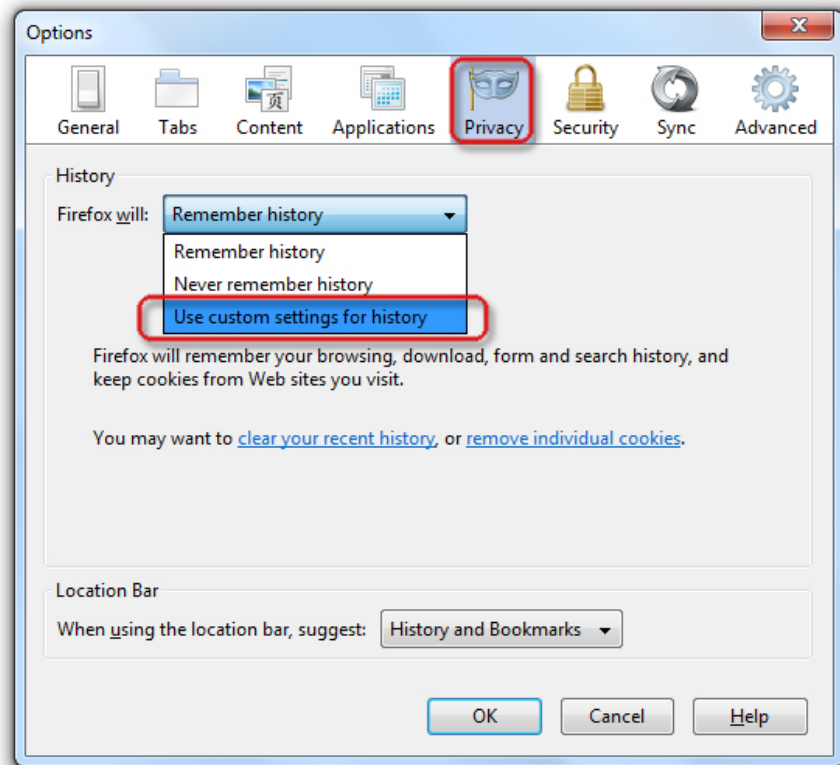 Options
General Tabs Content Applications Privacy Security Sync Advanced
页
History
Firefox will: Remember history
Remember history
Never remember history
Use custom settings for history
Firefox will remember your browsing, download, form and search history, and
keep cookies from Web sites you visit.
You may want to clear your recent history, or remove individual cookies.
Location Bar
When using the location bar, suggest: History and Bookmarks
OK Cancel Help